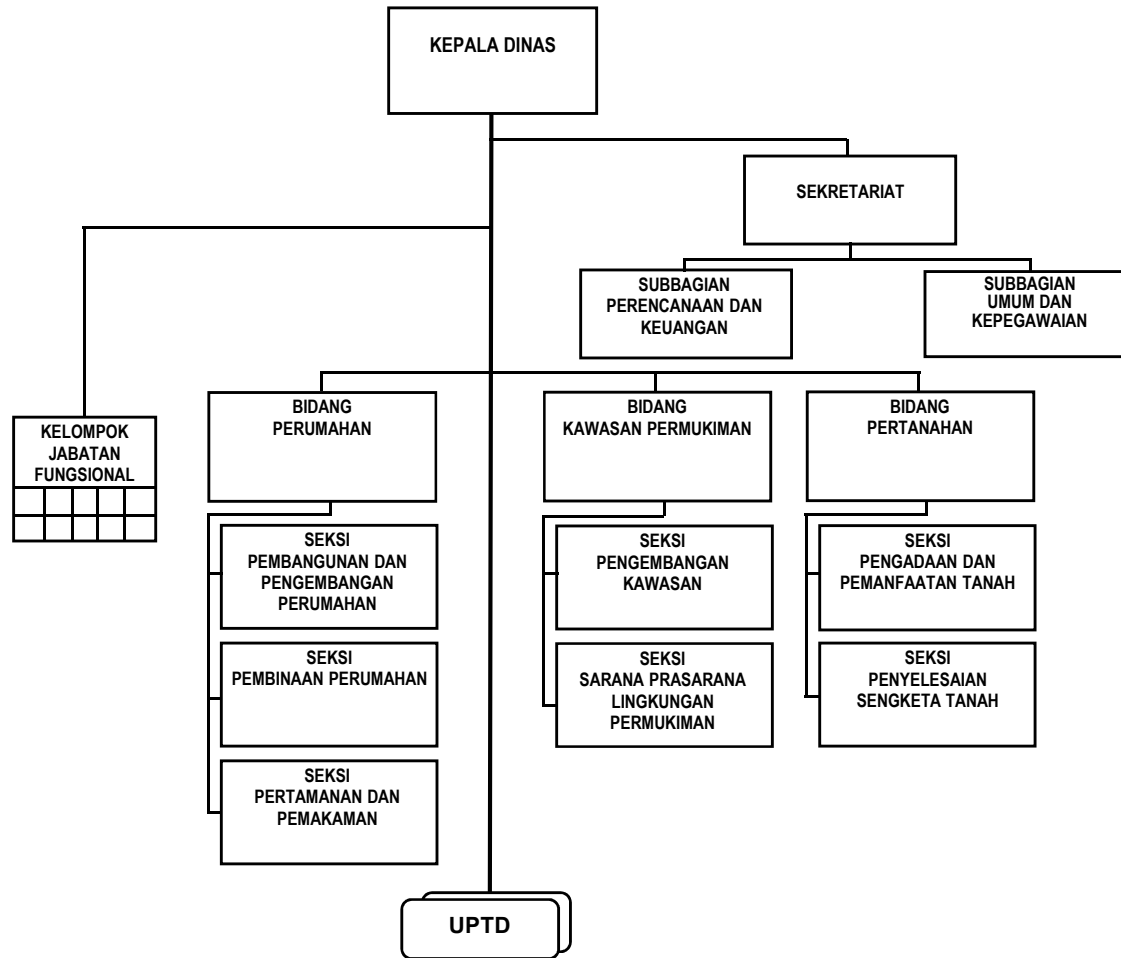 KEPALA DINAS
SEKRETARIAT
SUBBAGIAN
PERENCANAAN DAN
KEUANGAN
SUBBAGIAN
UMUM DAN
KEPEGAWAIAN
KELOMPOK
JABATAN
FUNGSIONAL
BIDANG
PERUMAHAN
BIDANG
KAWASAN PERMUKIMAN
BIDANG
PERTANAHAN
SEKSI
PEMBANGUNAN DAN
PENGEMBANGAN
PERUMAHAN
SEKSI
PENGEMBANGAN
KAWASAN
SEKSI
PENGADAAN DAN
PEMANFAATAN TANAH
SEKSI
PEMBINAAN PERUMAHAN
SEKSI
SARANA PRASARANA
LINGKUNGAN
PERMUKIMAN
SEKSI
PENYELESAIAN
SENGKETA TANAH
SEKSI
PERTAMANAN DAN
PEMAKAMAN
UPTD